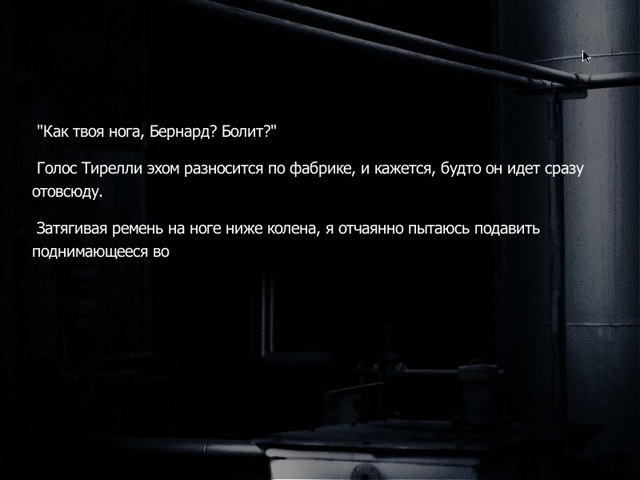 "Как твоя нога, Бернард? Болит?"
Голос Тирелли эхом разносится по фабрике, и кажется, будто он идет сразу
отовсюду.
Затягивая ремень на ноге ниже колена, я отчаянно пытаюсь подавить
поднимающееся во